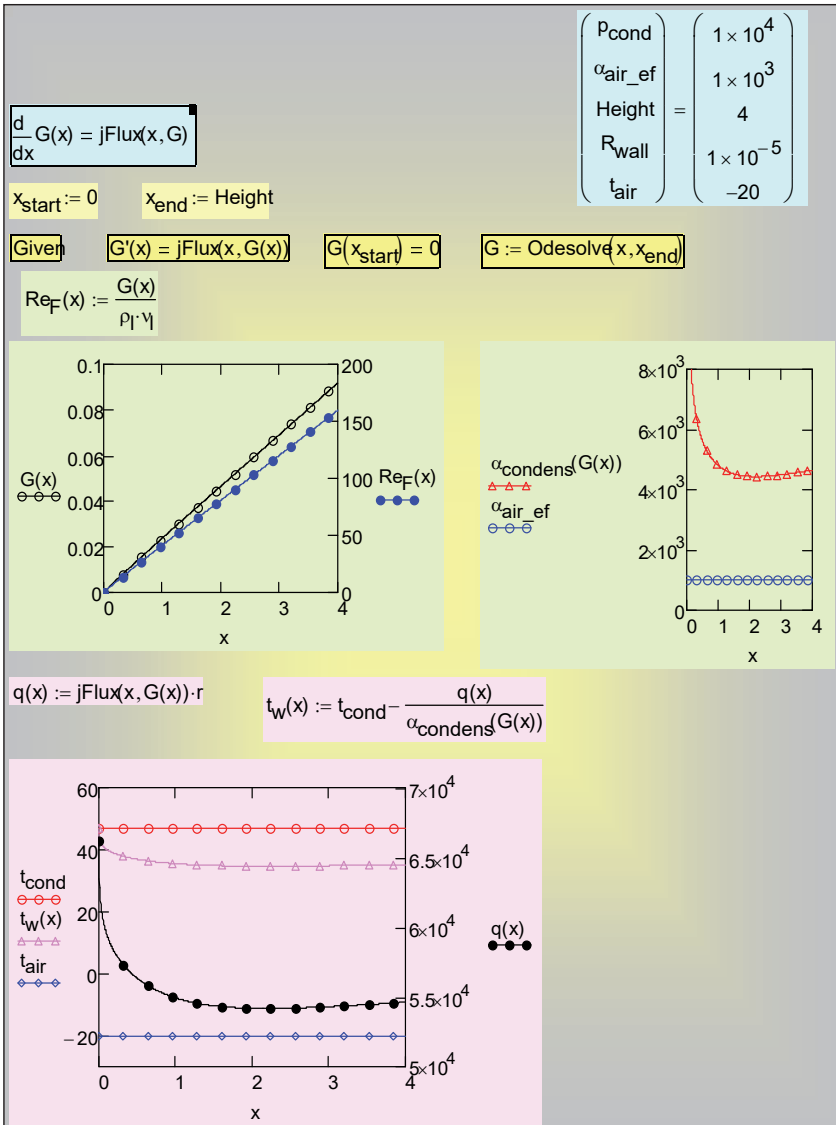 p_cond
α_air_ef
Height
R_wall
t_air
=
1×10^4
1×10^3
4
1×10^−5
−20
d/dx G(x) = jFlux(x,G)
x_start := 0 x_end := Height
Given G'(x) = jFlux(x,G(x)) G(x_start) = 0 G := Odesolve(x,x_end)
Re_F(x) := G(x)/(ρ_l·ν_l)
0.1
0.08
0.06
0.04
0.02
0
G(x)
200
150
100
50
0
Re_F(x)
0 1 2 3 4
x
8×10^3
6×10^3
4×10^3
2×10^3
0
α_condens(G(x))
α_air_ef
0 1 2 3 4
x
q(x) := jFlux(x,G(x))·r t_w(x) := t_cond − q(x)/α_condens(G(x))
60
40
20
0
−20
t_cond
t_w(x)
t_air
7×10^4
6.5×10^4
6×10^4
5.5×10^4
5×10^4
q(x)
0 1 2 3 4
x